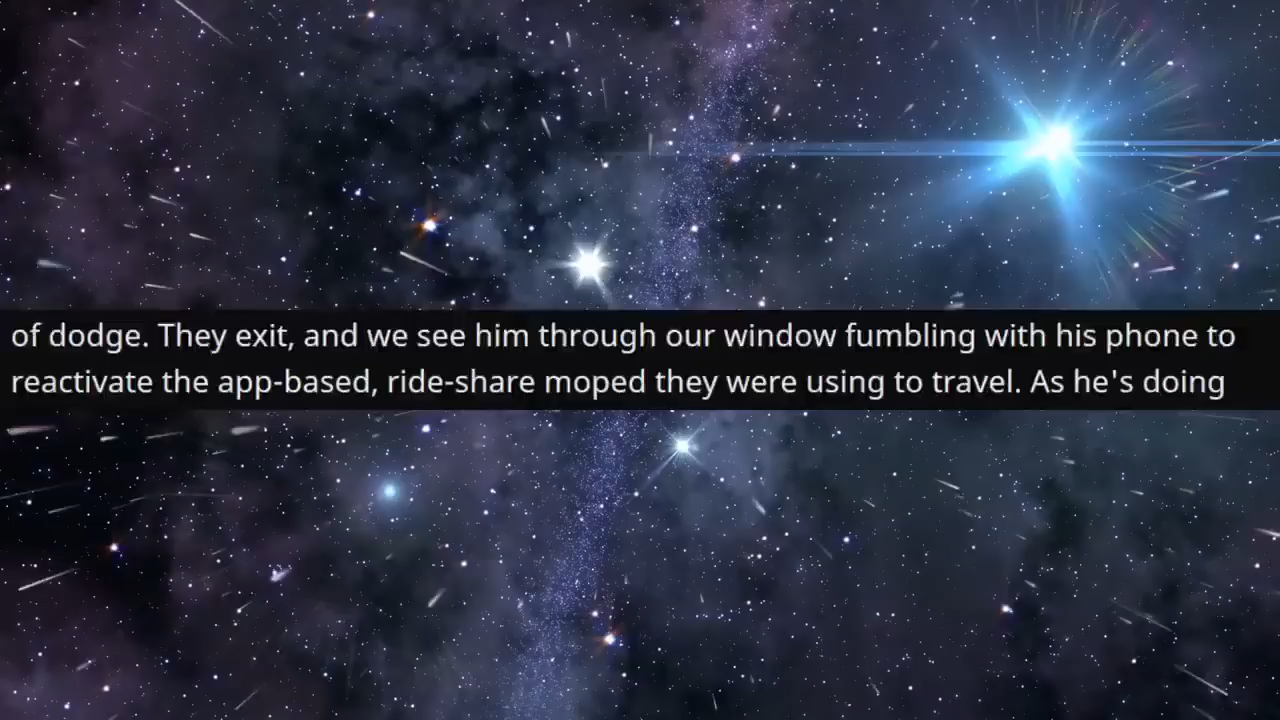 of dodge. They exit, and we see him through our window fumbling with his phone to
reactivate the app-based, ride-share moped they were using to travel. As he's doing